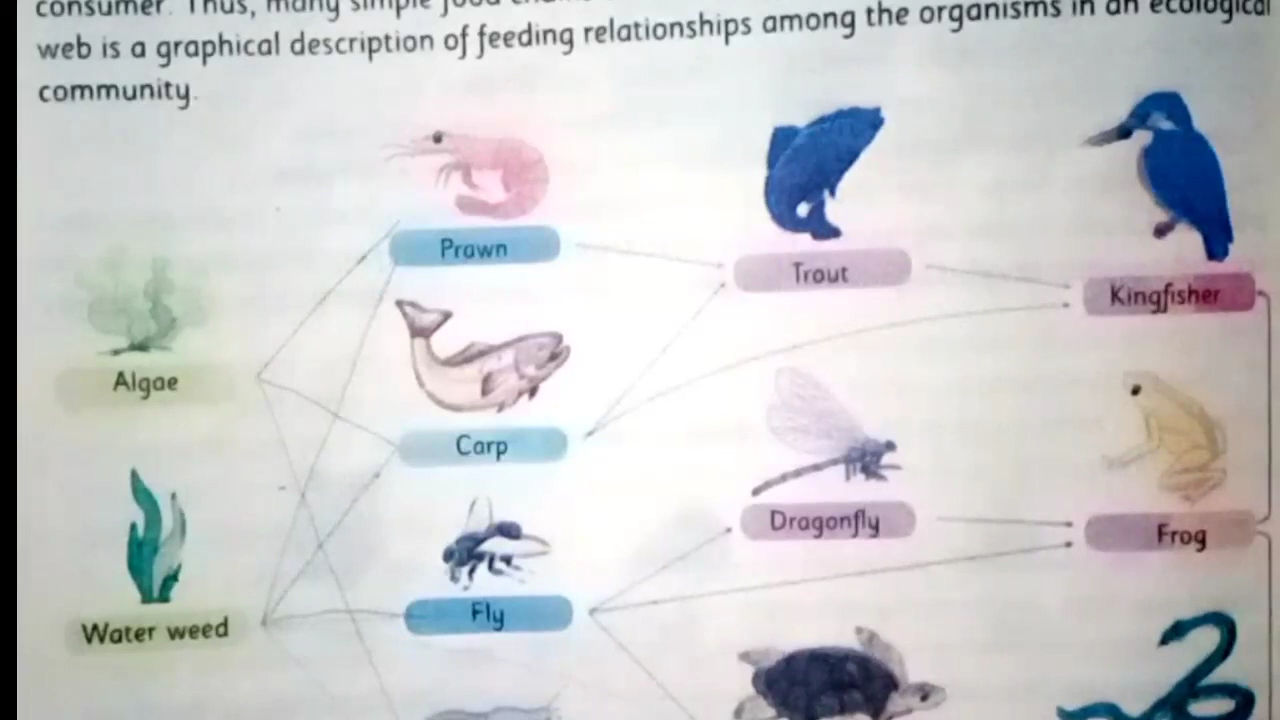 consumer. Thus, many simple food
web is a graphical description of feeding relationships among the organisms in an ecological
community.
Prawn
Trout
Kingfisher
Algae
Carp
Dragonfly
Frog
Fly
Water weed